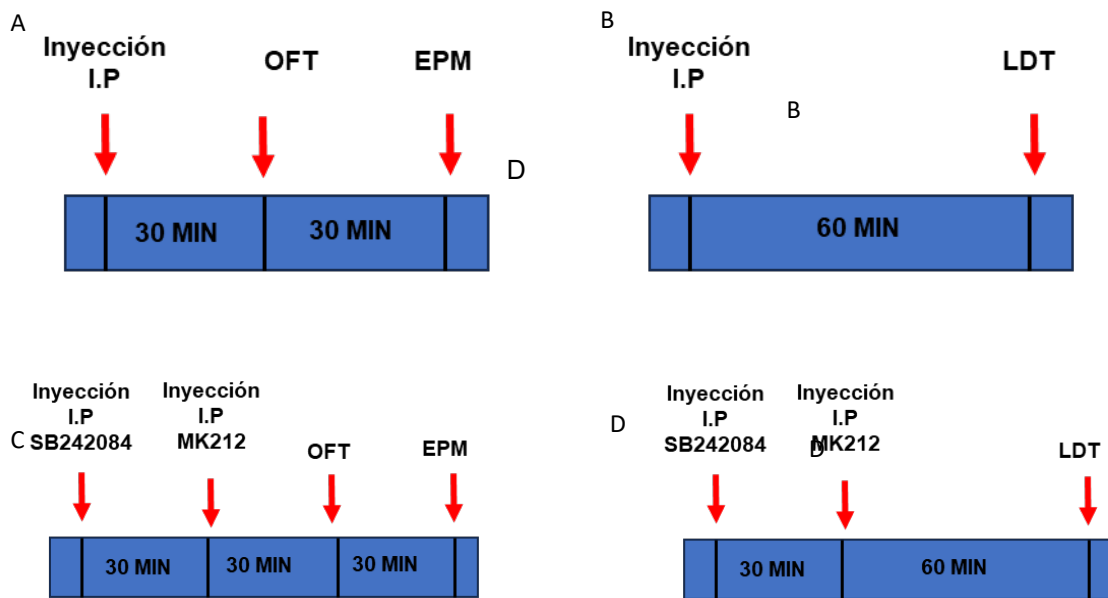 A
Inyección
I.P
OFT
EPM
30 MIN
30 MIN
D
B
Inyección
I.P
LDT
B
60 MIN
C
Inyección
I.P
SB242084
Inyección
I.P
MK212
OFT
EPM
30 MIN
30 MIN
30 MIN
D
Inyección
I.P
SB242084
Inyección
I.P
MK212
D
LDT
30 MIN
60 MIN